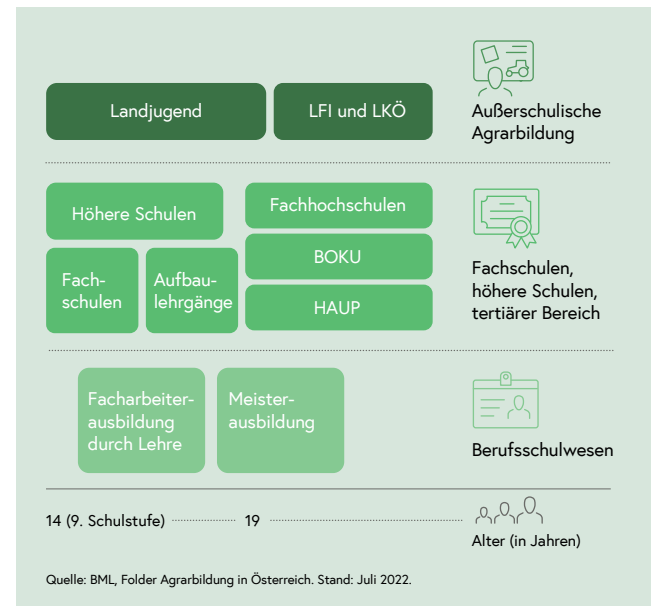 Landjugend
LFI und LKÖ
Außerschulische
Agrarbildung
Höhere Schulen
Fach-
schulen
Aufbau-
lehrgänge
Fachhochschulen
BOKU
HAUP
Fachschulen,
höhere Schulen,
tertiärer Bereich
Facharbeiter-
ausbildung
durch Lehre
Meister-
ausbildung
Berufsschulwesen
14 (9. Schulstufe)
19
Alter (in Jahren)
Quelle: BML, Folder Agrarbildung in Österreich. Stand: Juli 2022.